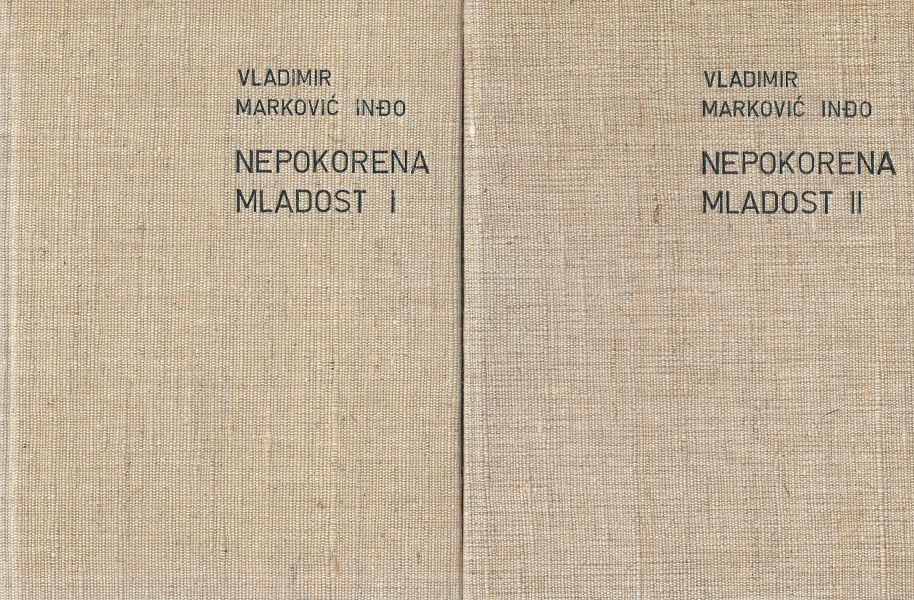 VLADIMIR
MARKOVIĆ INĐO
NEPOKORENA
MLADOST I
VLADIMIR
MARKOVIĆ INĐO
NEPOKORENA
MLADOST II